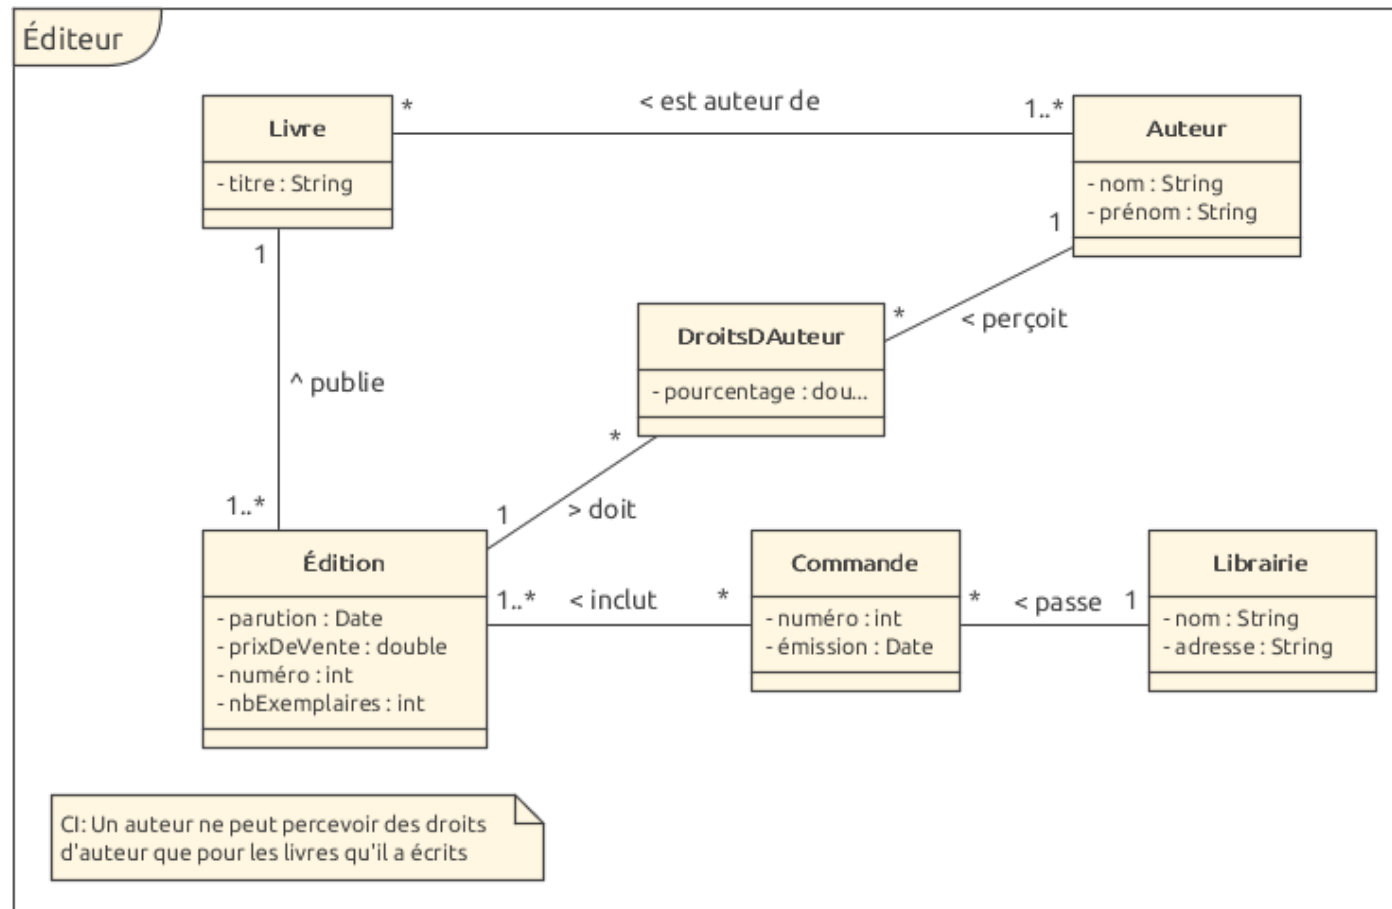 Éditeur
* < est auteur de 1..*
Livre
- titre : String
Auteur
- nom : String
- prénom : String
1
1
DroitsDAuteur
- pourcentage : dou...
*
< perçoit
^ publie
*
1..*
1
> doit
Édition
- parution : Date
- prixDeVente : double
- numéro : int
- nbExemplaires : int
1..* < inclut *
Commande
- numéro : int
- émission : Date
* < passe 1
Librairie
- nom : String
- adresse : String
CI: Un auteur ne peut percevoir des droits
d'auteur que pour les livres qu'il a écrits